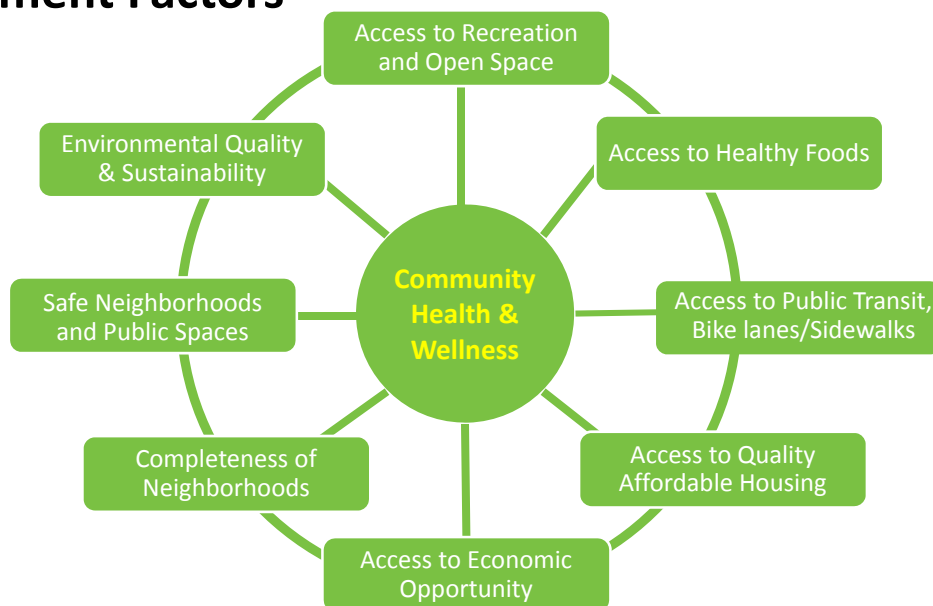 ment Factors
Access to Recreation
and Open Space
Environmental Quality
& Sustainability
Access to Healthy Foods
Community
Health &
Wellness
Safe Neighborhoods
and Public Spaces
Access to Public Transit,
Bike lanes/Sidewalks
Completeness of
Neighborhoods
Access to Quality
Affordable Housing
Access to Economic
Opportunity